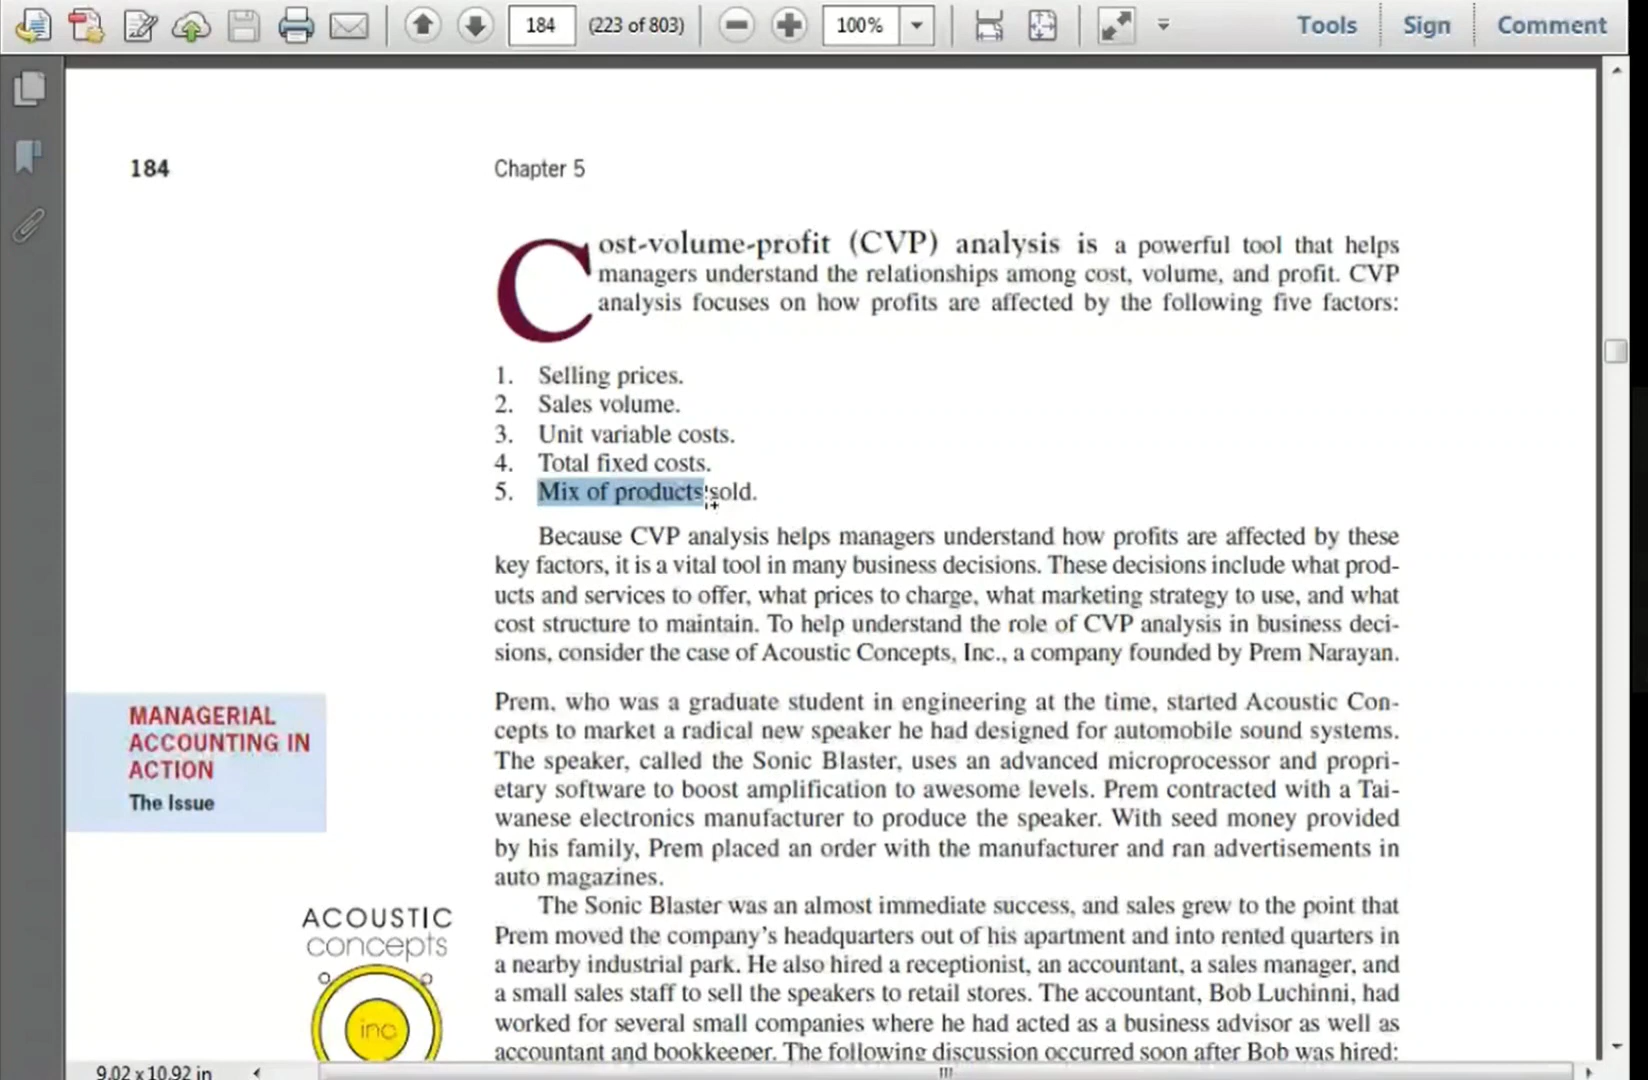 184 (223 of 803) 100% Tools Sign Comment
184 Chapter 5
Cost-volume-profit (CVP) analysis is a powerful tool that helps
managers understand the relationships among cost, volume, and profit. CVP
analysis focuses on how profits are affected by the following five factors:
1. Selling prices.
2. Sales volume.
3. Unit variable costs.
4. Total fixed costs.
5. Mix of products sold.
Because CVP analysis helps managers understand how profits are affected by these
key factors, it is a vital tool in many business decisions. These decisions include what prod-
ucts and services to offer, what prices to charge, what marketing strategy to use, and what
cost structure to maintain. To help understand the role of CVP analysis in business deci-
sions, consider the case of Acoustic Concepts, Inc., a company founded by Prem Narayan.
MANAGERIAL
ACCOUNTING IN
ACTION
The Issue
Prem, who was a graduate student in engineering at the time, started Acoustic Con-
cepts to market a radical new speaker he had designed for automobile sound systems.
The speaker, called the Sonic Blaster, uses an advanced microprocessor and propri-
etary software to boost amplification to awesome levels. Prem contracted with a Tai-
wanese electronics manufacturer to produce the speaker. With seed money provided
by his family, Prem placed an order with the manufacturer and ran advertisements in
auto magazines.
ACOUSTIC
concepts
inc
The Sonic Blaster was an almost immediate success, and sales grew to the point that
Prem moved the company's headquarters out of his apartment and into rented quarters in
a nearby industrial park. He also hired a receptionist, an accountant, a sales manager, and
a small sales staff to sell the speakers to retail stores. The accountant, Bob Luchinni, had
worked for several small companies where he had acted as a business advisor as well as
accountant and bookkeeper. The following discussion occurred soon after Bob was hired:
9.02 x 10.92 in